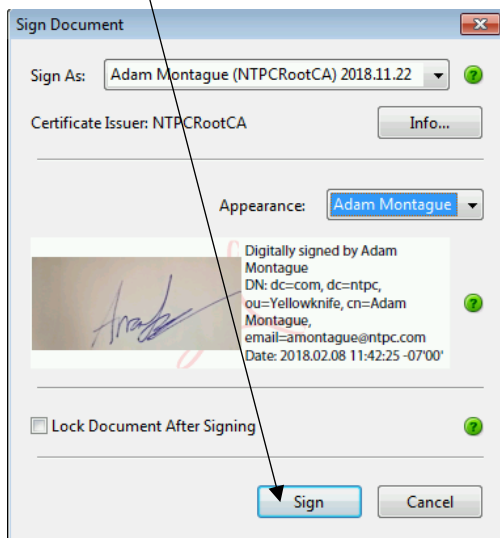 Sign Document
Sign As: Adam Montague (NTPCRootCA) 2018.11.22
Certificate Issuer: NTPCRootCA Info...
Appearance: Adam Montague
Digitally signed by Adam
Montague
DN: dc=com, dc=ntpc,
ou=Yellowknife, cn=Adam
Montague,
email=amontague@ntpc.com
Date: 2018.02.08 11:42:25 -07'00'
Lock Document After Signing
Sign Cancel